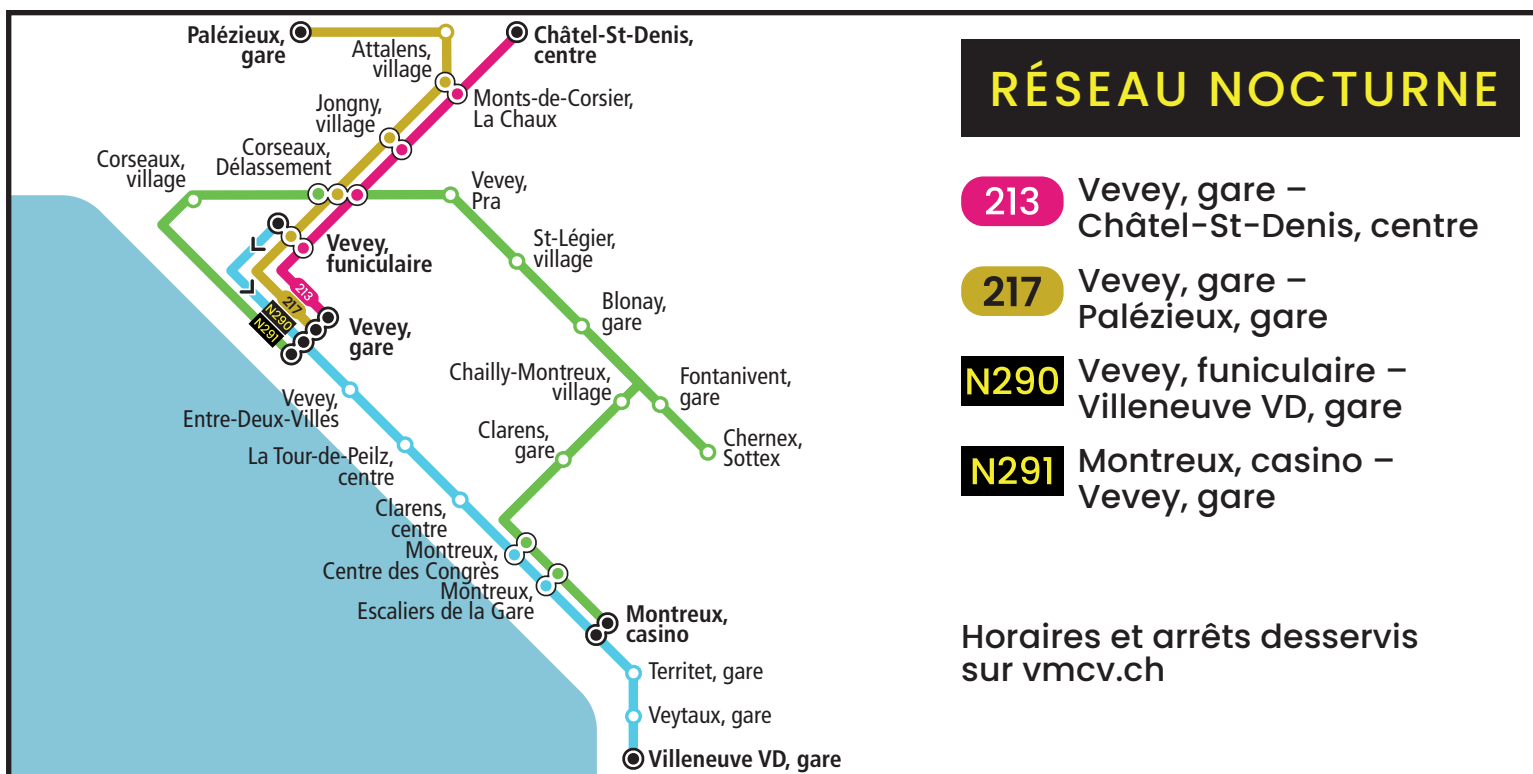 Palézieux,
gare
Châtel-St-Denis,
centre
Attalens,
village
Monts-de-Corsier,
La Chaux
Jongny,
village
Corseaux,
Délassement
Corseaux,
village
Vevey,
Pra
Vevey,
funiculaire
St-Légier,
village
213
217
N290
N291
Vevey,
gare
Blonay,
gare
Chailly-Montreux,
village
Fontanivent,
gare
Vevey,
Entre-Deux-Villes
Clarens,
gare
Chernex,
Sottex
La Tour-de-Peilz,
centre
Clarens,
centre
Montreux,
Centre des Congrès
Montreux,
Escaliers de la Gare
Montreux,
casino
Territet, gare
Veytaux, gare
Villeneuve VD, gare
RÉSEAU NOCTURNE
213 Vevey, gare –
Châtel-St-Denis, centre
217 Vevey, gare –
Palézieux, gare
N290 Vevey, funiculaire –
Villeneuve VD, gare
N291 Montreux, casino –
Vevey, gare
Horaires et arrêts desservis
sur vmcv.ch